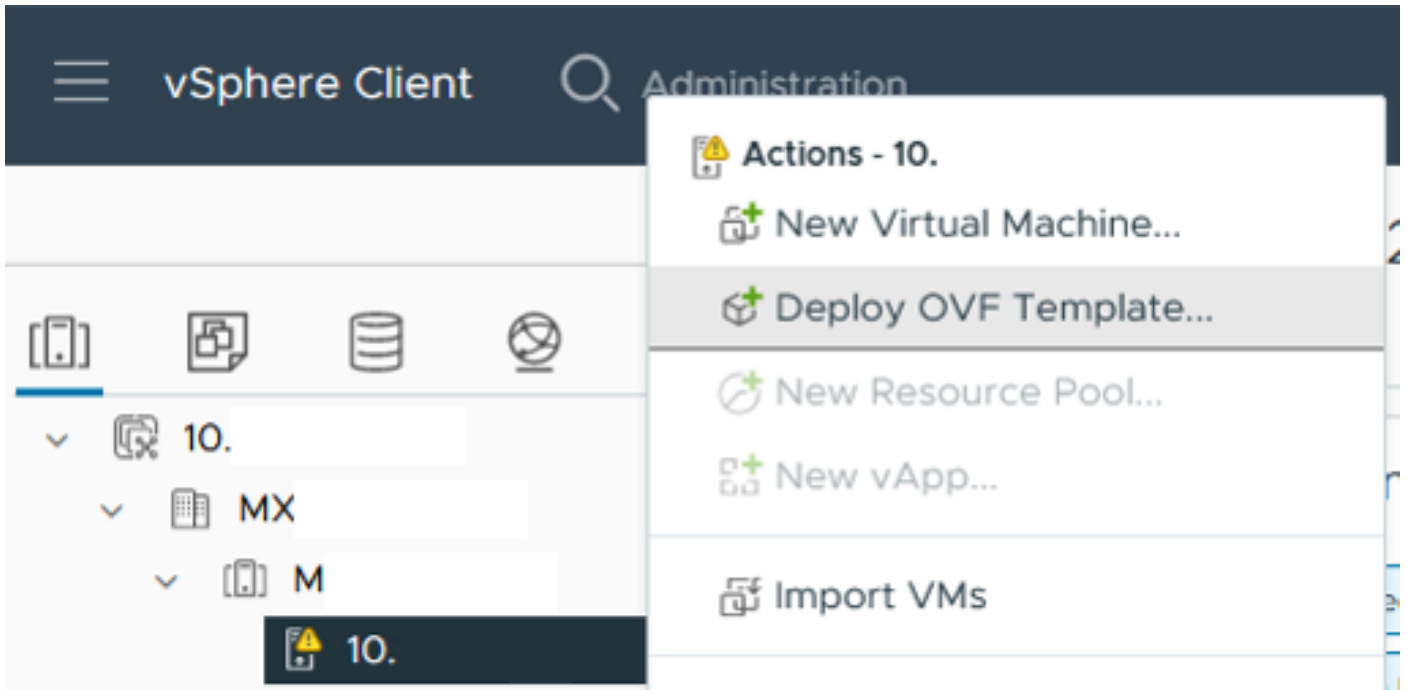 vSphere Client
Administration
Actions - 10.
New Virtual Machine...
Deploy OVF Template...
New Resource Pool...
New vApp...
Import VMs
10.
MX
M
10.